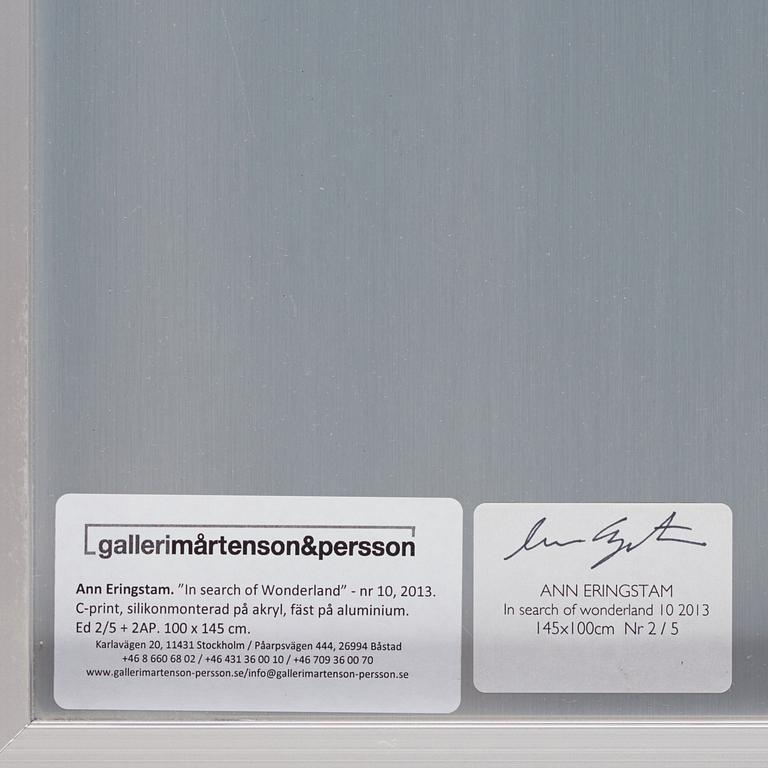 gallerimårtenson&persson
Ann Eringstam. ”In search of Wonderland” - nr 10, 2013.
C-print, silikonmonterad på akryl, fäst på aluminium.
Ed 2/5 + 2AP. 100 x 145 cm.
Karlavägen 20, 11431 Stockholm / Påarpsvägen 444, 26994 Båstad
+46 8 660 68 02 / +46 431 36 00 10 / +46 709 36 00 70
www.gallerimartenson-persson.se/info@gallerimartenson-persson.se
ANN ERINGSTAM
In search of wonderland 10 2013
145x100cm Nr 2 / 5